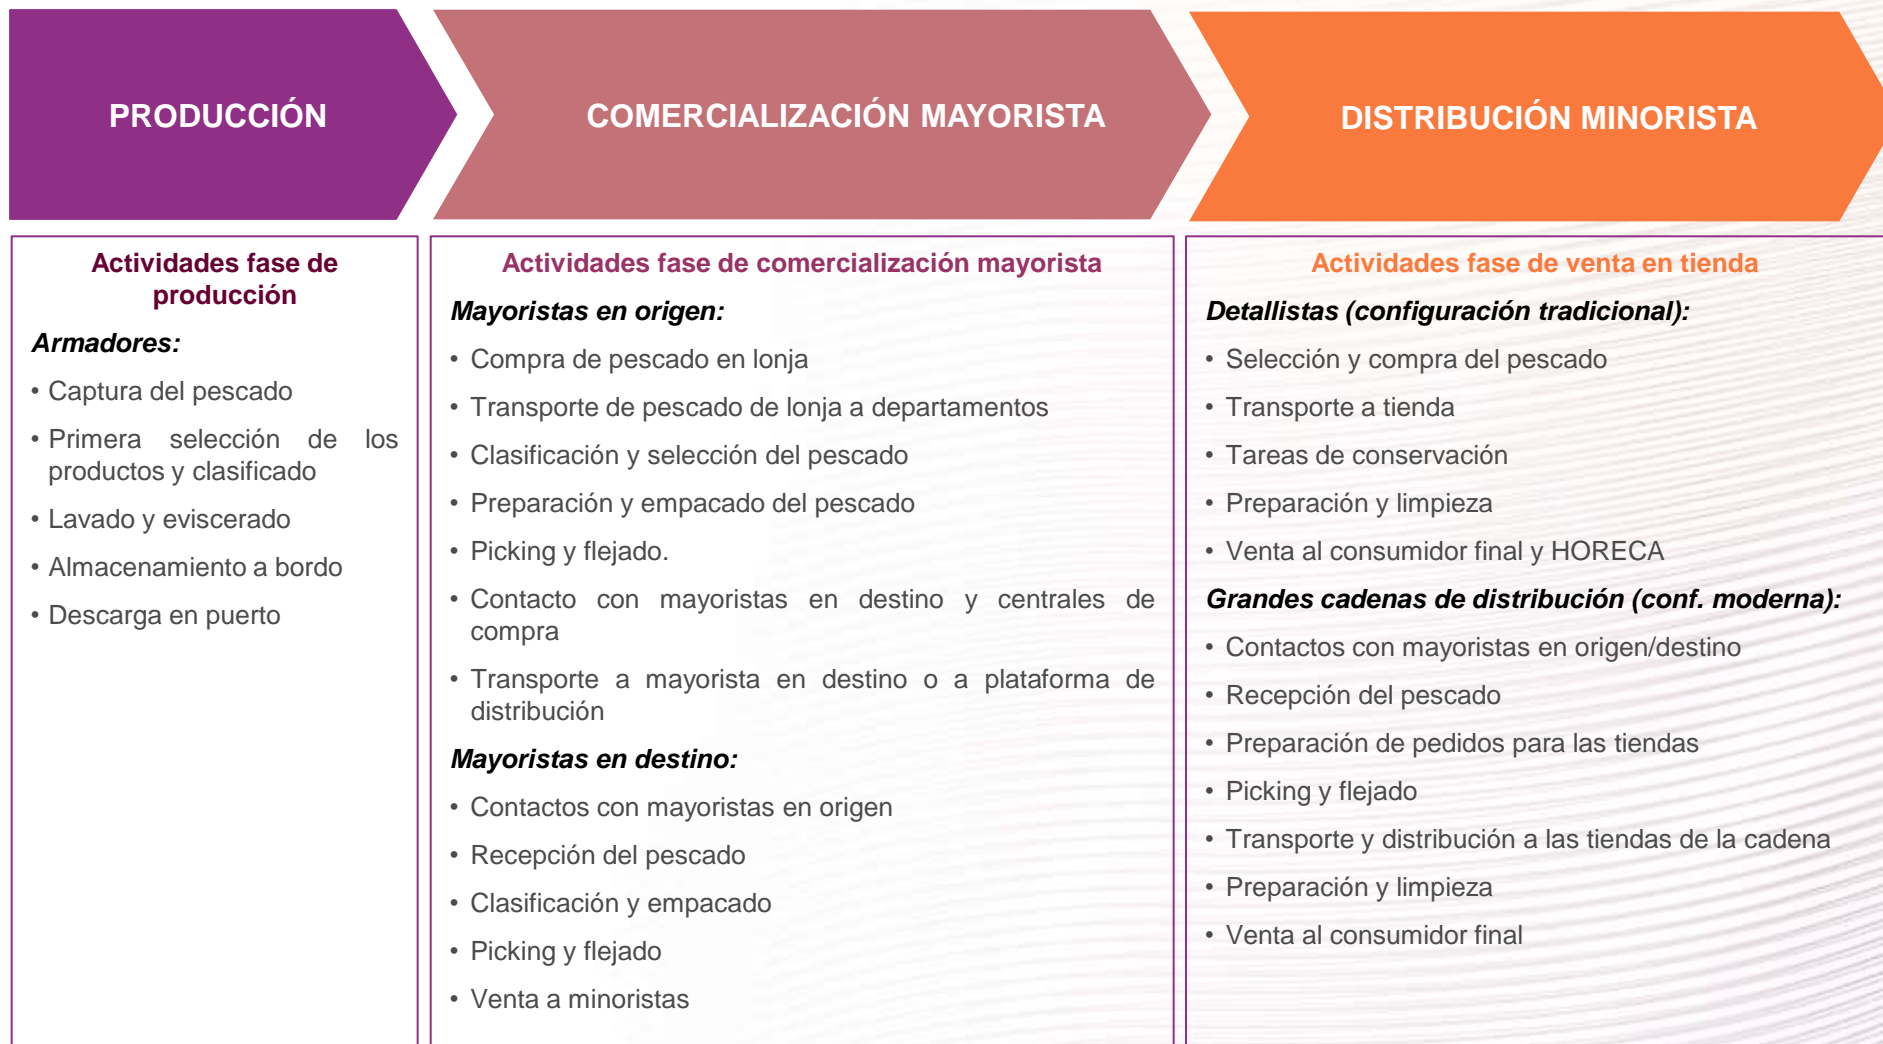 PRODUCCIÓN
COMERCIALIZACIÓN MAYORISTA
DISTRIBUCIÓN MINORISTA
Actividades fase de
producción
Armadores:
• Captura del pescado
• Primera selección de los
productos y clasificado
• Lavado y eviscerado
• Almacenamiento a bordo
• Descarga en puerto
Actividades fase de comercialización mayorista
Mayoristas en origen:
• Compra de pescado en lonja
• Transporte de pescado de lonja a departamentos
• Clasificación y selección del pescado
• Preparación y empacado del pescado
• Picking y flejado.
• Contacto con mayoristas en destino y centrales de
compra
• Transporte a mayorista en destino o a plataforma de
distribución
Mayoristas en destino:
• Contactos con mayoristas en origen
• Recepción del pescado
• Clasificación y empacado
• Picking y flejado
• Venta a minoristas
Actividades fase de venta en tienda
Detallistas (configuración tradicional):
• Selección y compra del pescado
• Transporte a tienda
• Tareas de conservación
• Preparación y limpieza
• Venta al consumidor final y HORECA
Grandes cadenas de distribución (conf. moderna):
• Contactos con mayoristas en origen/destino
• Recepción del pescado
• Preparación de pedidos para las tiendas
• Picking y flejado
• Transporte y distribución a las tiendas de la cadena
• Preparación y limpieza
• Venta al consumidor final